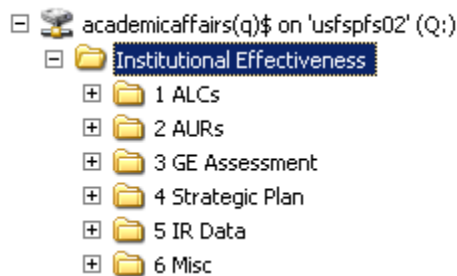 academicaffairs(q)$ on 'usfspfs02' (Q:)
Institutional Effectiveness
1 ALCs
2 AURs
3 GE Assessment
4 Strategic Plan
5 IR Data
6 Misc